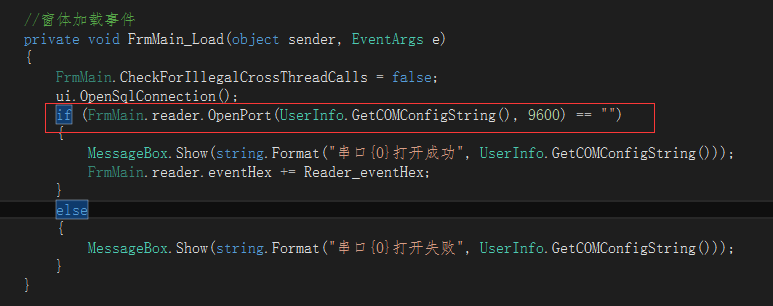 //窗体加载事件
private void FrmMain_Load(object sender, EventArgs e)
{
FrmMain.CheckForIllegalCrossThreadCalls = false;
ui.OpenSqlConnection();
if (FrmMain.reader.OpenPort(UserInfo.GetCOMConfigString(), 9600) == "")
{
MessageBox.Show(string.Format("串口{0}打开成功", UserInfo.GetCOMConfigString()));
FrmMain.reader.eventHex += Reader_eventHex;
}
else
{
MessageBox.Show(string.Format("串口{0}打开失败", UserInfo.GetCOMConfigString()));
}
}